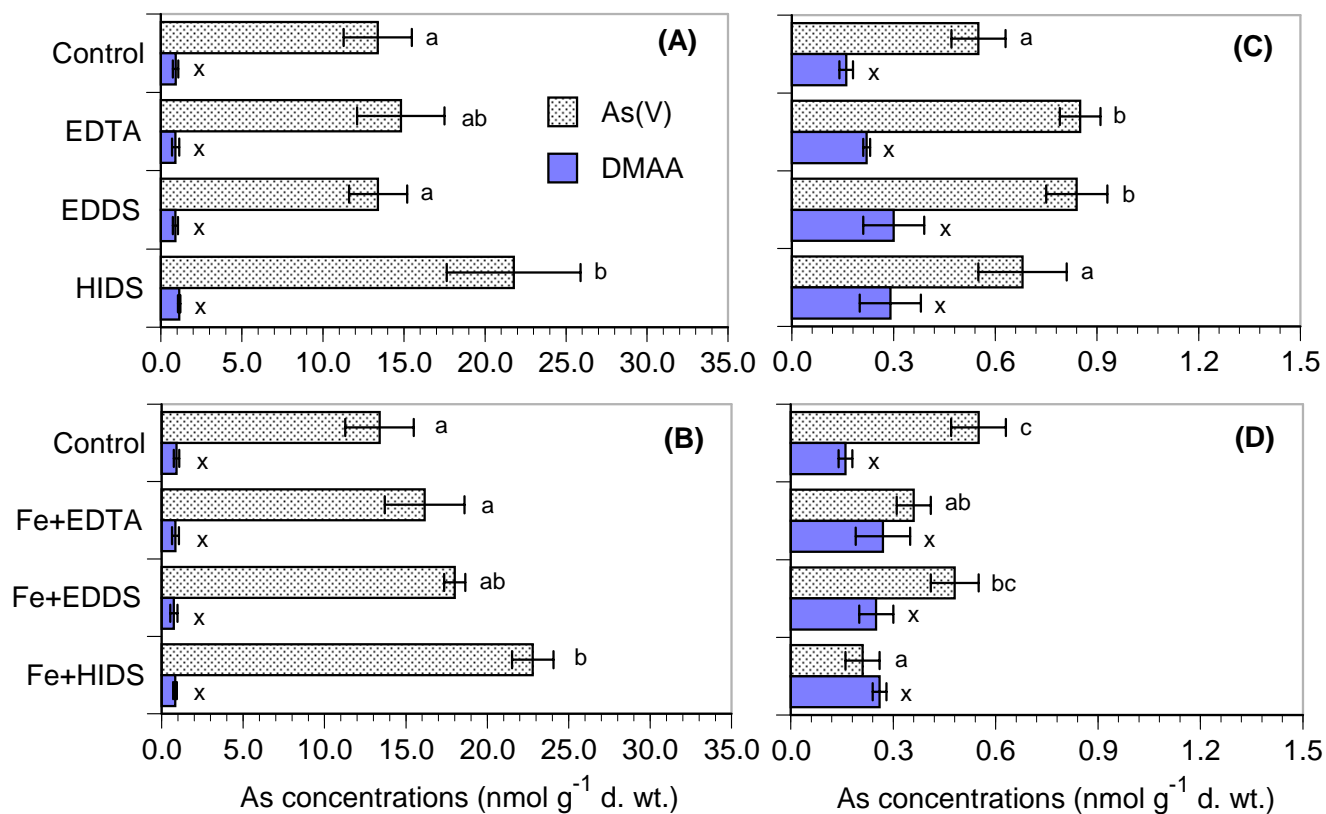 (A)
Control
a
x
EDTA
ab
x
EDDS
a
x
HIDS
b
x
As(V)
DMAA
0.0 5.0 10.0 15.0 20.0 25.0 30.0 35.0
(C)
a
x
b
x
b
x
a
x
0.0 0.3 0.6 0.9 1.2 1.5
(B)
Control
a
x
Fe+EDTA
a
x
Fe+EDDS
ab
x
Fe+HIDS
b
x
0.0 5.0 10.0 15.0 20.0 25.0 30.0 35.0
As concentrations (nmol g⁻¹ d. wt.)
(D)
c
x
ab
x
bc
x
a
x
0.0 0.3 0.6 0.9 1.2 1.5
As concentrations (nmol g⁻¹ d. wt.)